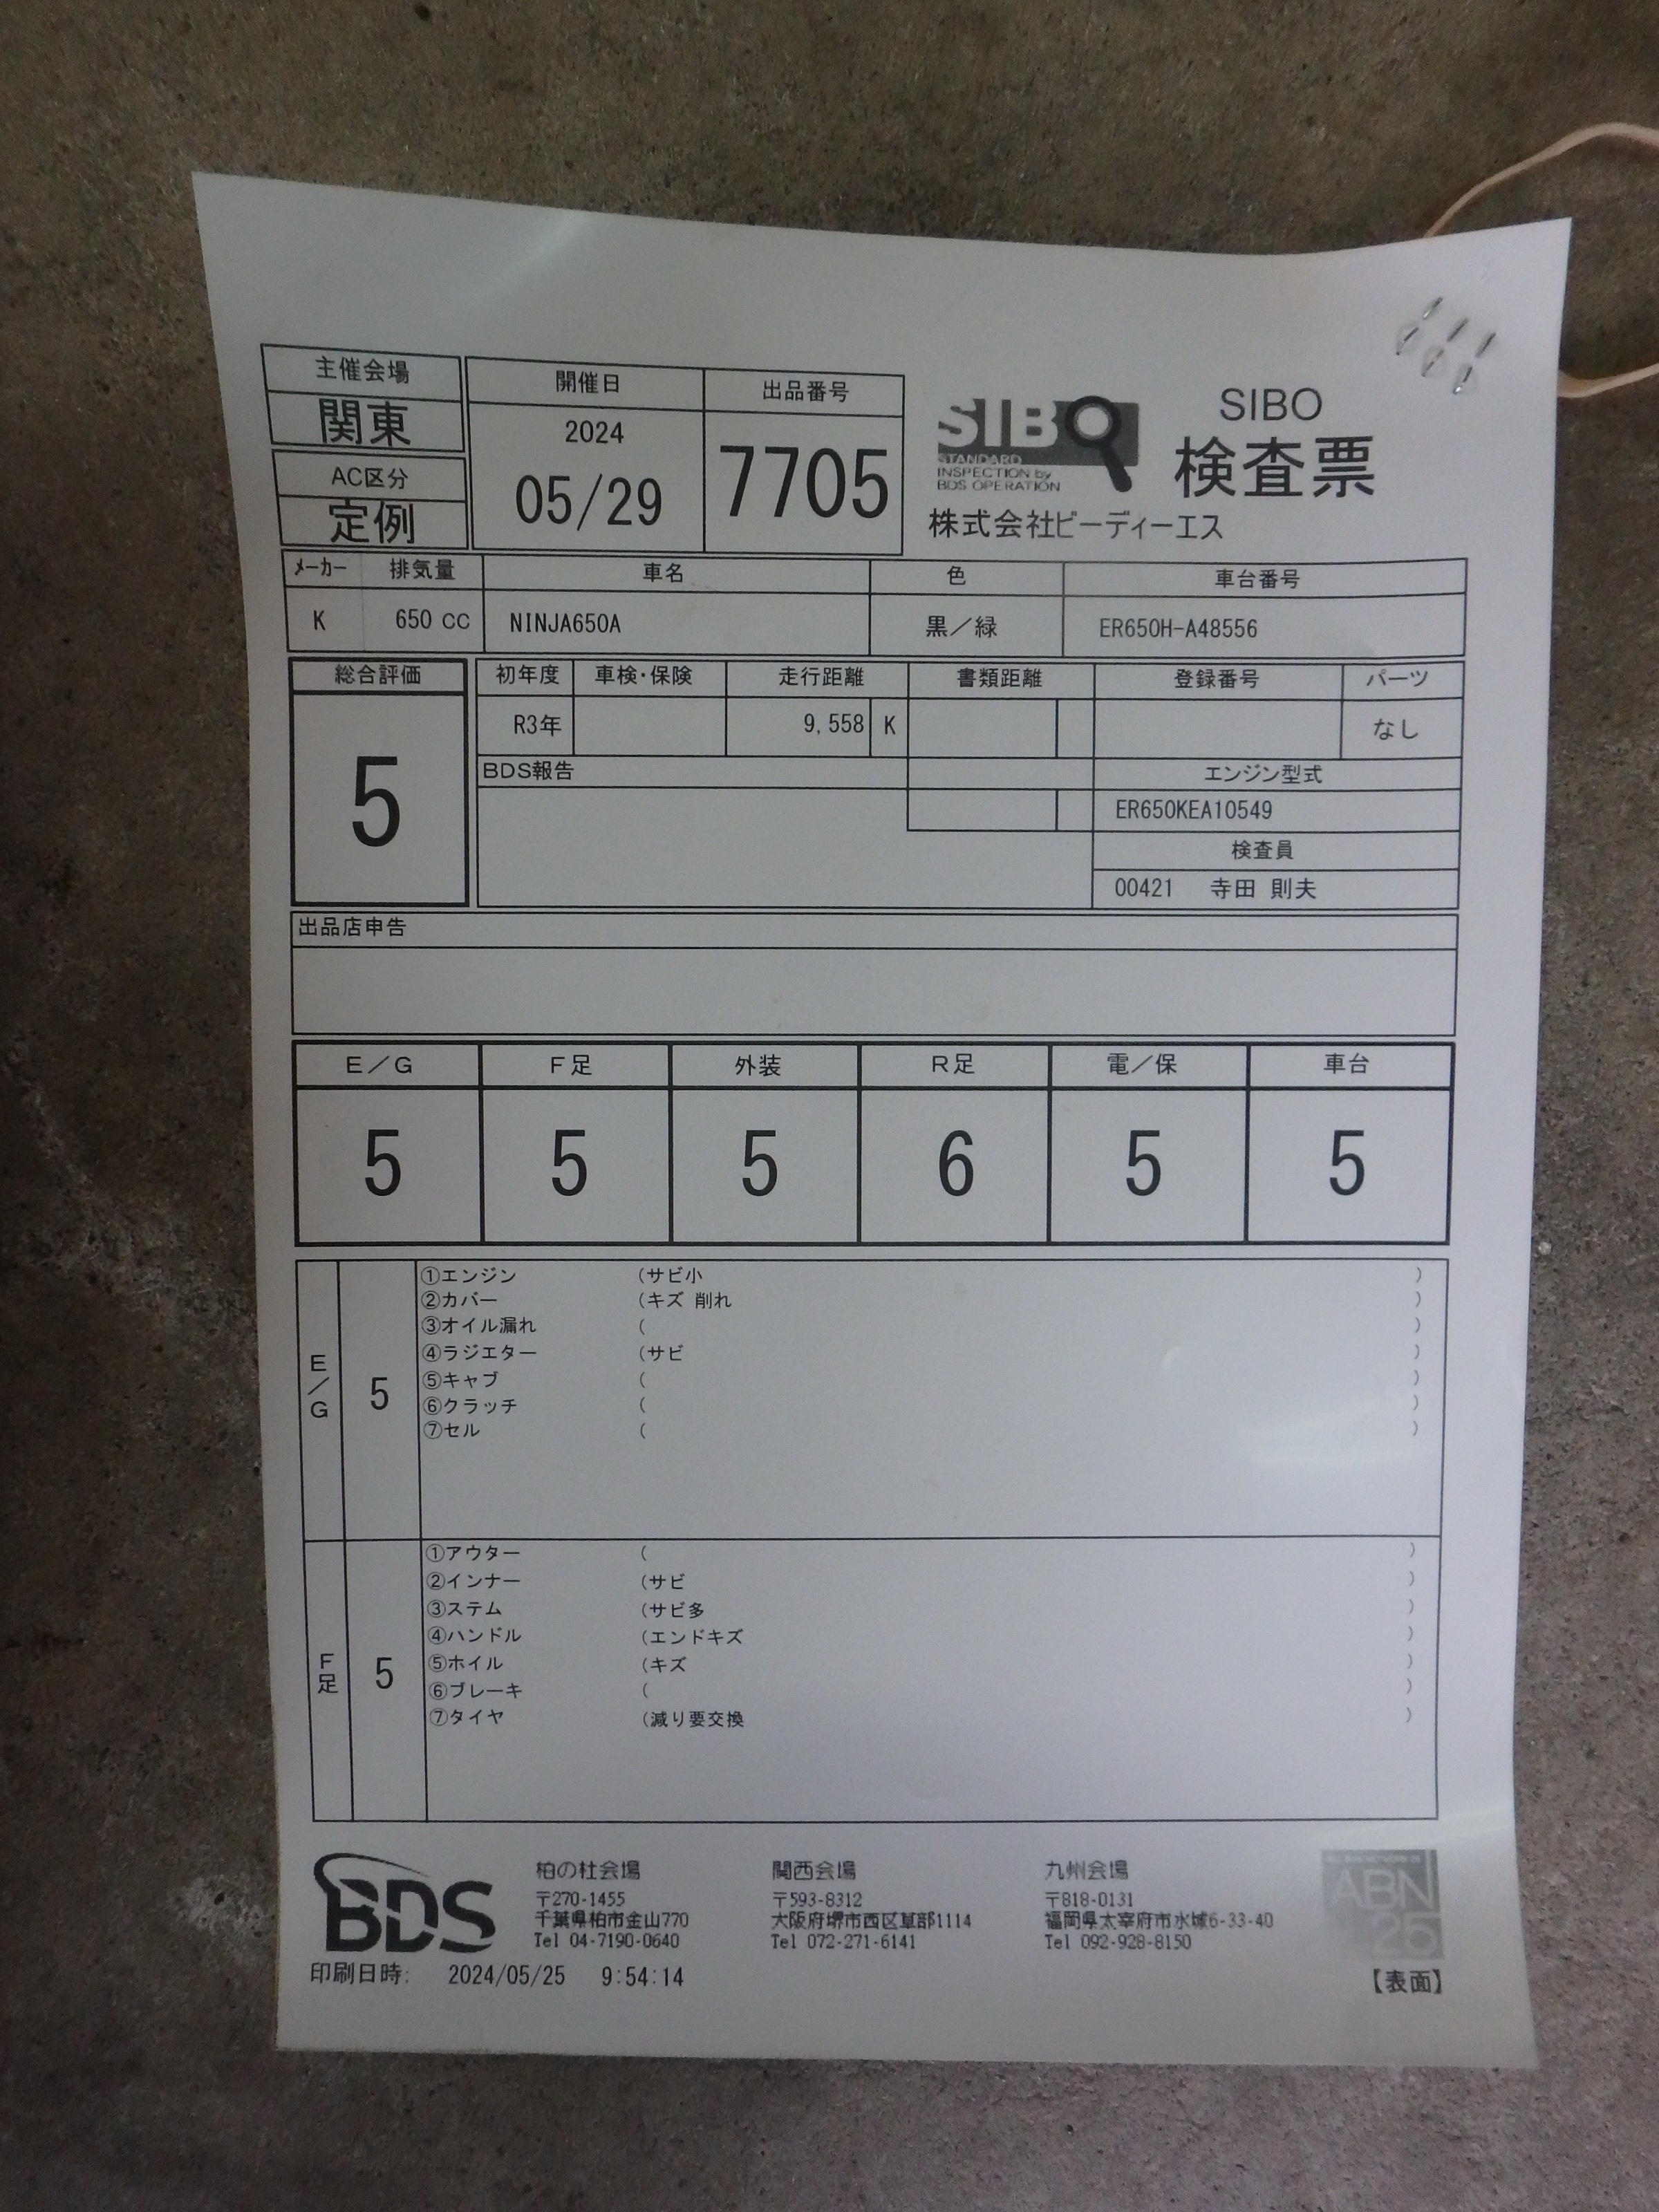 主催会場
関東
AC区分
定例
開催日
2024
05/29
出品番号
7705
SIBO
STANDARD
INSPECTION by
BDS OPERATION
SIBO
検査票
株式会社ビーディーエス
ﾒｰｶｰ 排気量 車名 色 車台番号
K 650 CC NINJA650A 黒／緑 ER650H-A48556
総合評価
5
初年度 車検・保険 走行距離 書類距離 登録番号 パーツ
R3年 9,558 K なし
BDS報告 エンジン型式
ER650KEA10549
検査員
00421 寺田 則夫
出品店申告
E／G F足 外装 R足 電／保 車台
5 5 5 6 5 5
E／G 5
①エンジン (サビ小 )
②カバー (キズ 削れ )
③オイル漏れ ( )
④ラジエター (サビ )
⑤キャブ ( )
⑥クラッチ ( )
⑦セル ( )
F足 5
①アウター ( )
②インナー (サビ )
③ステム (サビ多 )
④ハンドル (エンドキズ )
⑤ホイル (キズ )
⑥ブレーキ ( )
⑦タイヤ (減り要交換 )
BDS
柏の杜会場
〒270-1455
千葉県柏市金山770
Tel 04-7190-0640
関西会場
〒593-8312
大阪府堺市西区草部1114
Tel 072-271-6141
九州会場
〒818-0131
福岡県太宰府市水城6-33-40
Tel 092-928-8150
ABN
25
印刷日時: 2024/05/25 9:54:14
【表面】